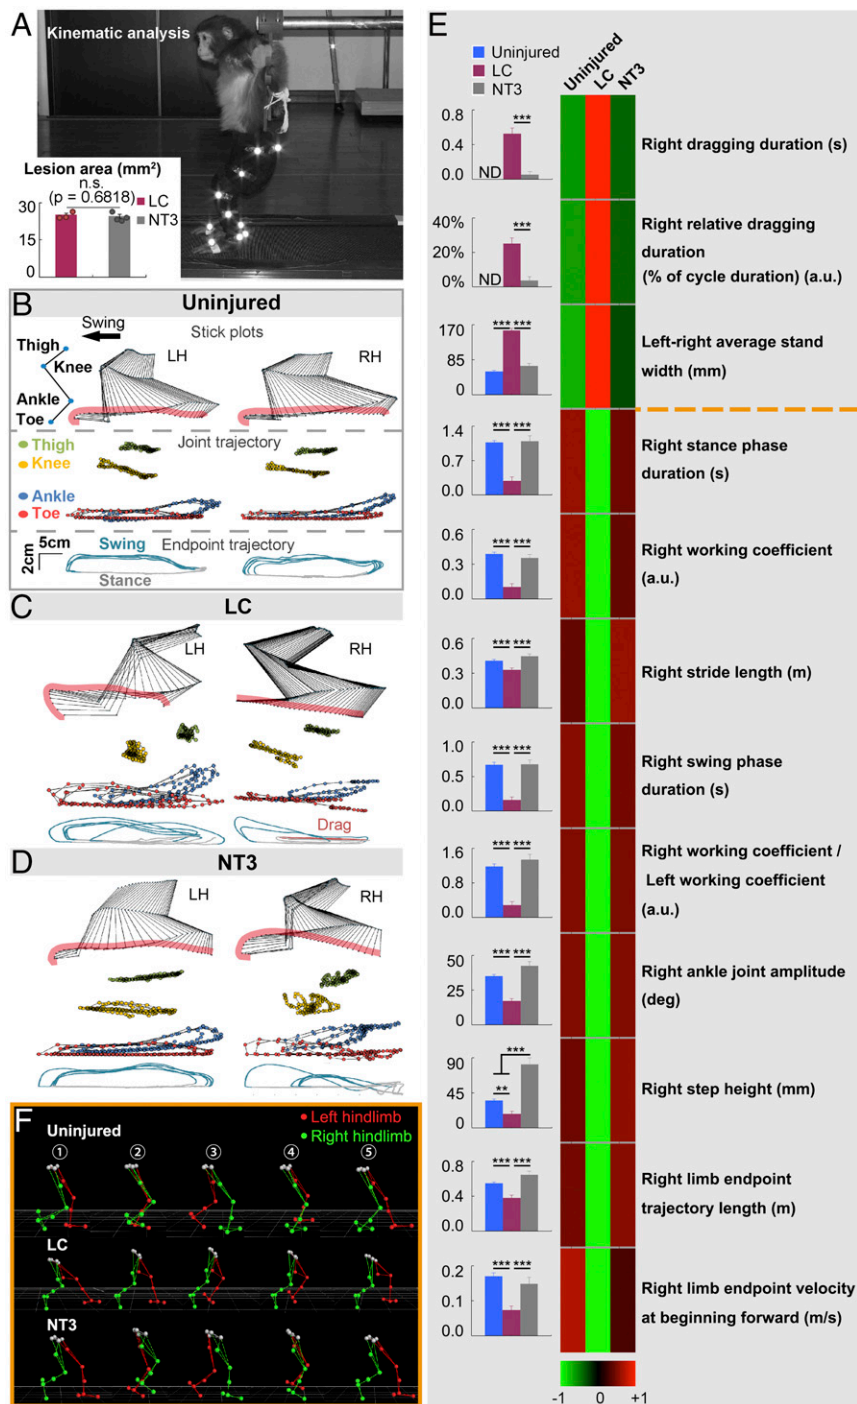 A
Kinematic analysis
Lesion area (mm²)
n.s.
(p = 0.6818)
LC
NT3
30
15
0
B
Uninjured
Swing
Stick plots
Thigh
Knee
Ankle
Toe
LH
RH
Thigh
Knee
Joint trajectory
Ankle
Toe
5cm
2cm
Swing
Endpoint trajectory
Stance
C
LC
LH
RH
Drag
D
NT3
LH
RH
F
Uninjured
Left hindlimb
Right hindlimb
① ② ③ ④ ⑤
LC
NT3
E
Uninjured
LC
NT3
Uninjured
LC
NT3
0.8
0.4
0.0
ND
***
Right dragging duration (s)
40%
20%
0%
ND
***
Right relative dragging
duration
(% of cycle duration) (a.u.)
170
85
0
*** ***
Left-right average stand
width (mm)
1.4
0.7
0.0
*** ***
Right stance phase
duration (s)
0.6
0.3
0.0
*** ***
Right working coefficient
(a.u.)
0.6
0.3
0.0
*** ***
Right stride length (m)
1.0
0.5
0.0
*** ***
Right swing phase
duration (s)
1.6
0.8
0.0
*** ***
Right working coefficient /
Left working coefficient
(a.u.)
50
25
0
*** ***
Right ankle joint amplitude
(deg)
90
45
0
***
**
Right step height (mm)
0.8
0.4
0.0
*** ***
Right limb endpoint
trajectory length (m)
0.2
0.1
0.0
*** ***
Right limb endpoint velocity
at beginning forward (m/s)
-1 0 +1